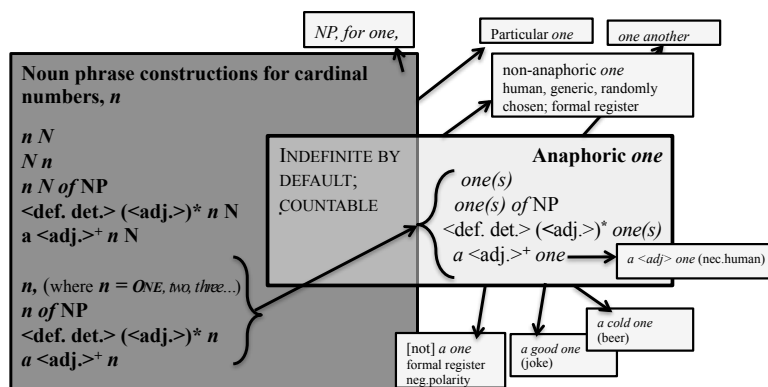 NP, for one,
Particular one
one another
non-anaphoric one
human, generic, randomly
chosen; formal register
Noun phrase constructions for cardinal
numbers, n
n N
N n
n N of NP
<def. det.> (<adj.>)* n N
a <adj.>+ n N
n, (where n = ONE, two, three...)
n of NP
<def. det.> (<adj.>)* n
a <adj.>+ n
INDEFINITE BY
DEFAULT;
COUNTABLE
.
Anaphoric one
one(s)
one(s) of NP
<def. det.> (<adj.>)* one(s)
a <adj.>+ one
a <adj> one (nec.human)
[not] a one
formal register
neg.polarity
a good one
(joke)
a cold one
(beer)